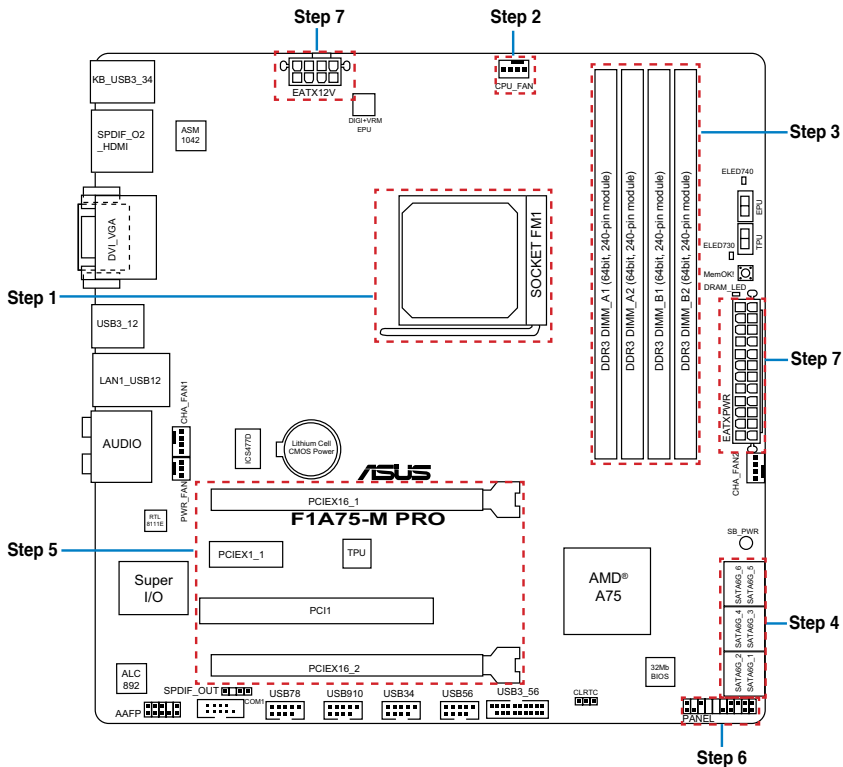 Step 7
Step 2
KB_USB3_34
EATX12V
CPU_FAN
DIGI+VRM
EPU
SPDIF_O2
_HDMI
ASM
1042
Step 3
ELED740
EPU
TPU
ELED730
MemOK!
DRAM_LED
DVI_VGA
SOCKET FM1
DDR3 DIMM_A1 (64bit, 240-pin module)
DDR3 DIMM_A2 (64bit, 240-pin module)
DDR3 DIMM_B1 (64bit, 240-pin module)
DDR3 DIMM_B2 (64bit, 240-pin module)
Step 1
USB3_12
Step 7
EATXPWR
LAN1_USB12
CHA_FAN1
AUDIO
ICS477D
Lithium Cell
CMOS Power
PWR_FAN
CHA_FAN2
ASUS
PCIEX16_1
F1A75-M PRO
RTL
8111E
Step 5
PCIEX1_1
TPU
SB_PWR
Super
I/O
AMD®
A75
SATA6G_6
SATA6G_5
PCI1
SATA6G_4
SATA6G_3
Step 4
SATA6G_2
SATA6G_1
PCIEX16_2
32Mb
BIOS
ALC
892
SPDIF_OUT
COM1
USB78
USB910
USB34
USB56
USB3_56
CLRTC
AAFP
PANEL
Step 6